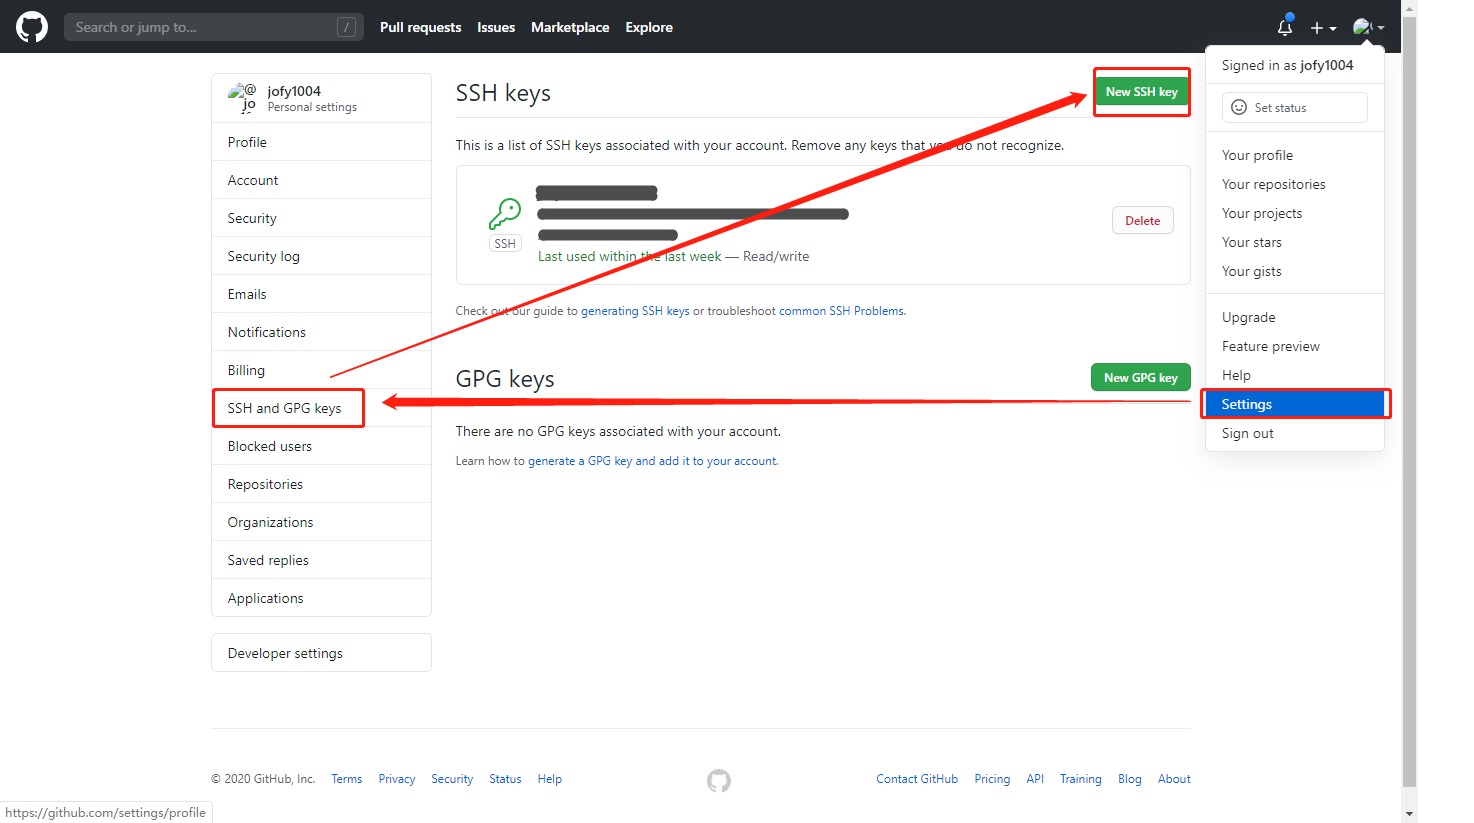 Search or jump to...
/
Pull requests
Issues
Marketplace
Explore
Signed in as jofy1004
Set status
Your profile
Your repositories
Your projects
Your stars
Your gists
Upgrade
Feature preview
Help
Settings
Sign out
@
jo
jofy1004
Personal settings
Profile
Account
Security
Security log
Emails
Notifications
Billing
SSH and GPG keys
Blocked users
Repositories
Organizations
Saved replies
Applications
Developer settings
SSH keys
New SSH key
This is a list of SSH keys associated with your account. Remove any keys that you do not recognize.
SSH
Last used within the last week — Read/write
Delete
Check out our guide to generating SSH keys or troubleshoot common SSH Problems.
GPG keys
New GPG key
There are no GPG keys associated with your account.
Learn how to generate a GPG key and add it to your account.
© 2020 GitHub, Inc.
Terms
Privacy
Security
Status
Help
Contact GitHub
Pricing
API
Training
Blog
About
https://github.com/settings/profile